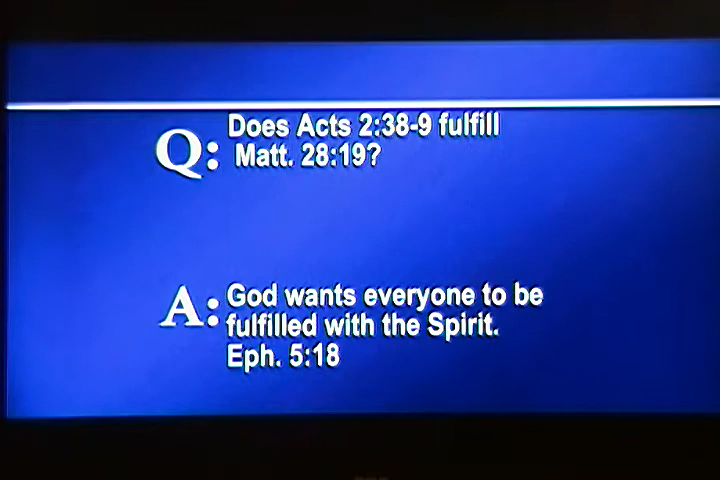 Q: Does Acts 2:38-9 fulfill
Matt. 28:19?
A: God wants everyone to be
fulfilled with the Spirit.
Eph. 5:18